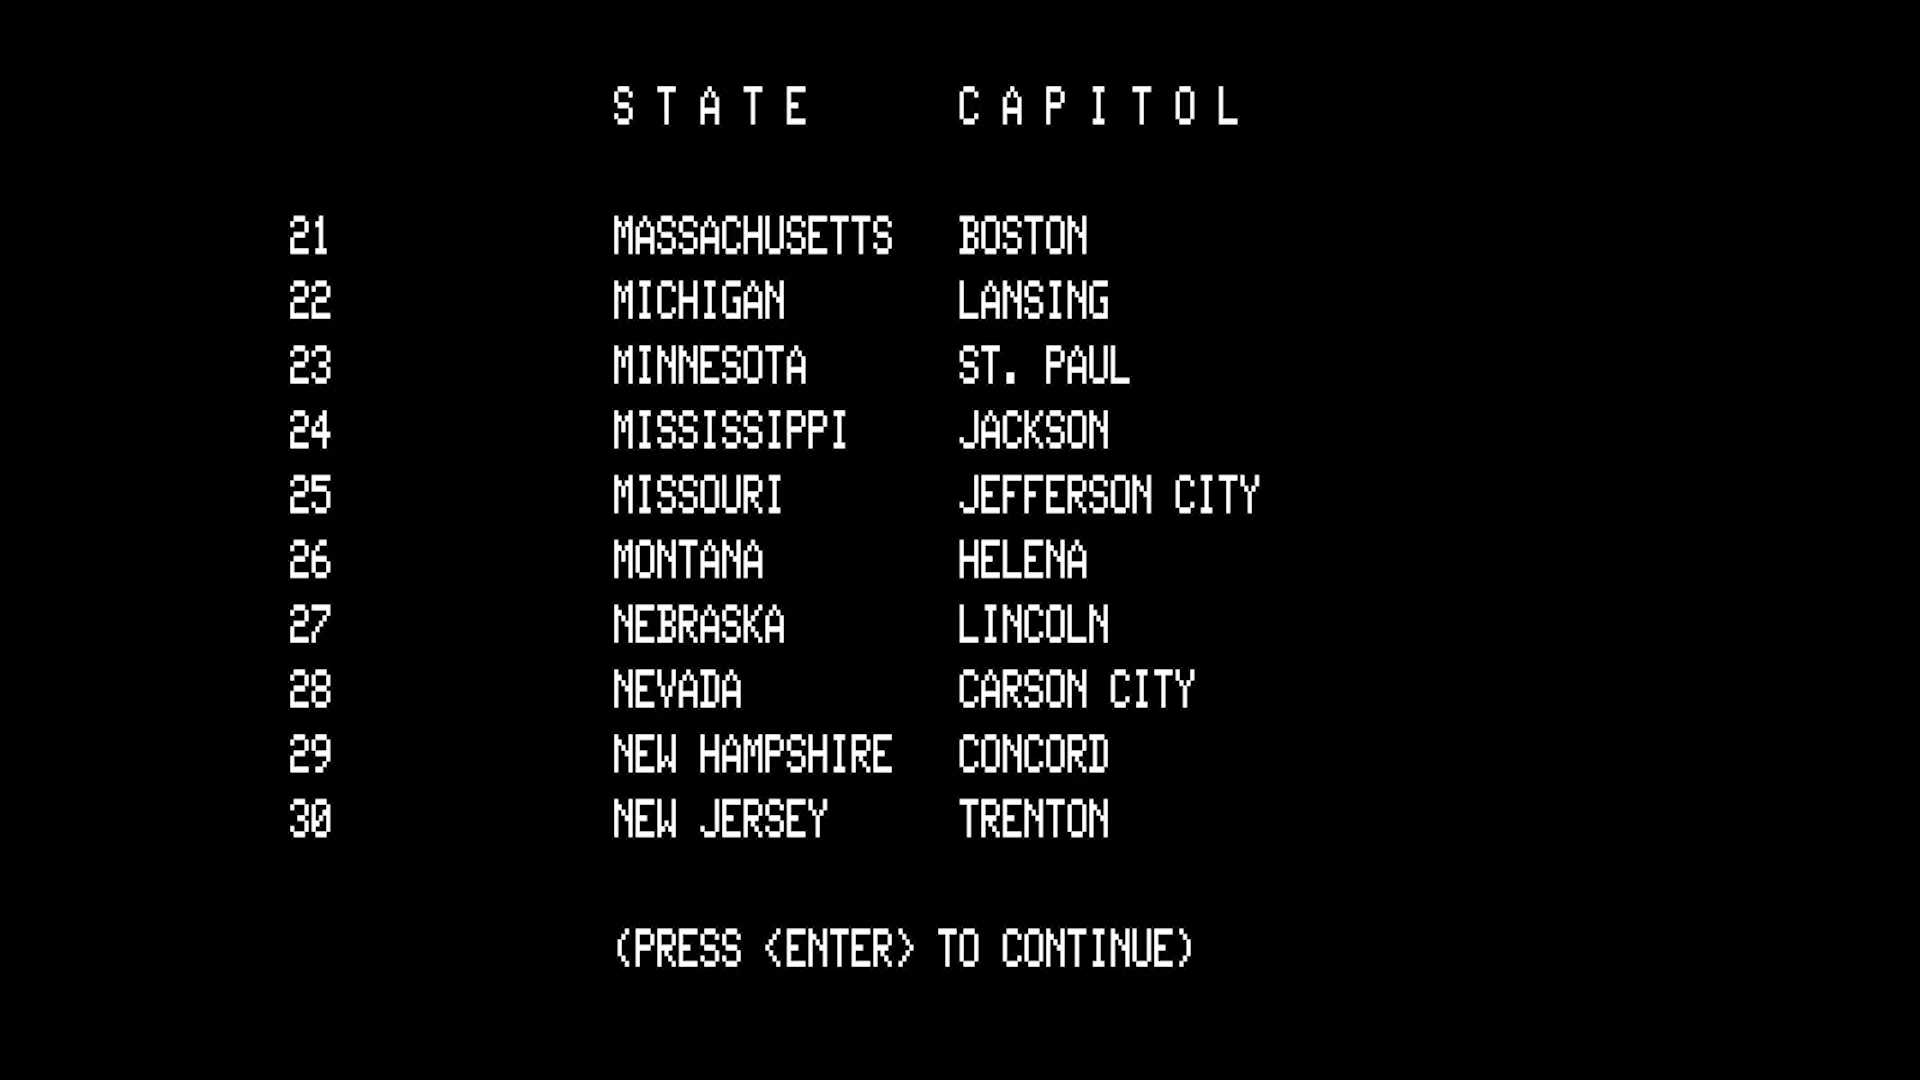 S T A T E   C A P I T O L
21 MASSACHUSETTS BOSTON
22 MICHIGAN LANSING
23 MINNESOTA ST. PAUL
24 MISSISSIPPI JACKSON
25 MISSOURI JEFFERSON CITY
26 MONTANA HELENA
27 NEBRASKA LINCOLN
28 NEVADA CARSON CITY
29 NEW HAMPSHIRE CONCORD
30 NEW JERSEY TRENTON
(PRESS <ENTER> TO CONTINUE)